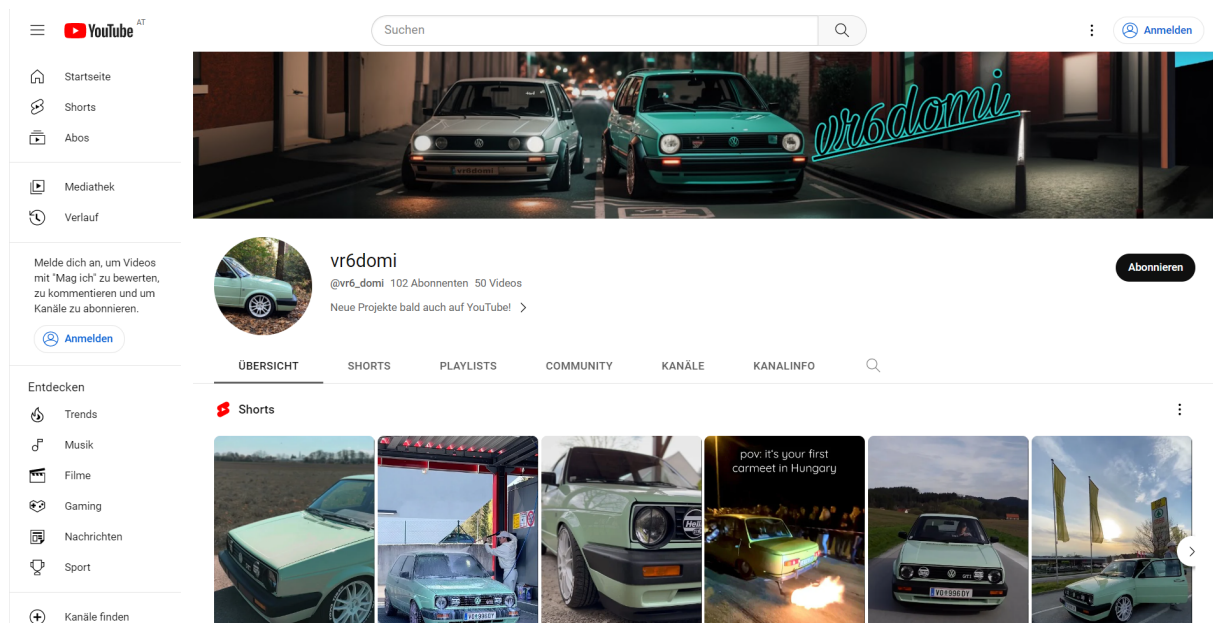 YouTube AT
Suchen
Anmelden
Startseite
Shorts
Abos
Mediathek
Verlauf
Melde dich an, um Videos
mit "Mag ich" zu bewerten,
zu kommentieren und um
Kanäle zu abonnieren.
Anmelden
Entdecken
Trends
Musik
Filme
Gaming
Nachrichten
Sport
Kanäle finden
vr6domi
vr6domi
vr6domi
@vr6_domi 102 Abonnenten 50 Videos
Neue Projekte bald auch auf YouTube!
Abonnieren
ÜBERSICHT SHORTS PLAYLISTS COMMUNITY KANÄLE KANALINFO
Shorts
pov: it's your first
carmeet in Hungary